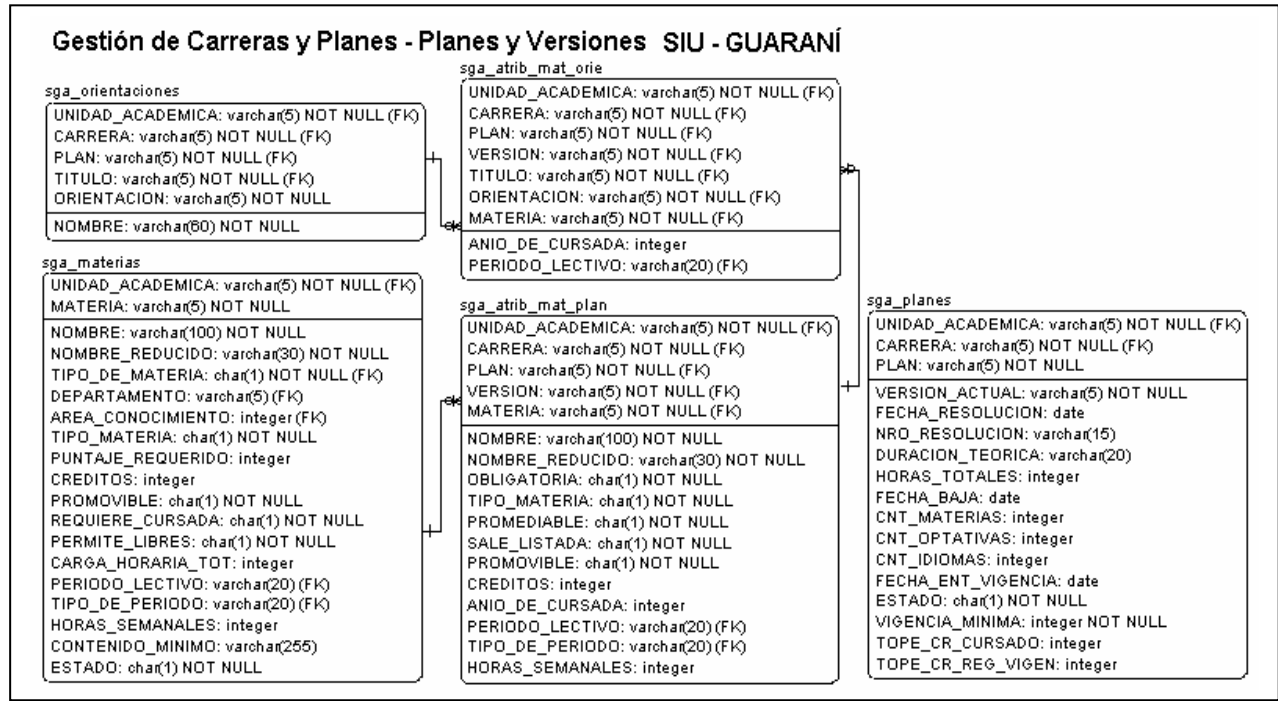 Gestión de Carreras y Planes - Planes y Versiones SIU - GUARANÍ
sga_orientaciones
UNIDAD_ACADEMICA: varchar(5) NOT NULL (FK)
CARRERA: varchar(5) NOT NULL (FK)
PLAN: varchar(5) NOT NULL (FK)
TITULO: varchar(5) NOT NULL (FK)
ORIENTACION: varchar(5) NOT NULL
NOMBRE: varchar(60) NOT NULL
sga_atrib_mat_orie
UNIDAD_ACADEMICA: varchar(5) NOT NULL (FK)
CARRERA: varchar(5) NOT NULL (FK)
PLAN: varchar(5) NOT NULL (FK)
VERSION: varchar(5) NOT NULL (FK)
TITULO: varchar(5) NOT NULL (FK)
ORIENTACION: varchar(5) NOT NULL (FK)
MATERIA: varchar(5) NOT NULL (FK)
ANIO_DE_CURSADA: integer
PERIODO_LECTIVO: varchar(20) (FK)
sga_materias
UNIDAD_ACADEMICA: varchar(5) NOT NULL (FK)
MATERIA: varchar(5) NOT NULL
NOMBRE: varchar(100) NOT NULL
NOMBRE_REDUCIDO: varchar(30) NOT NULL
TIPO_DE_MATERIA: char(1) NOT NULL (FK)
DEPARTAMENTO: varchar(5) (FK)
AREA_CONOCIMIENTO: integer (FK)
TIPO_MATERIA: char(1) NOT NULL
PUNTAJE_REQUERIDO: integer
CREDITOS: integer
PROMOVIBLE: char(1) NOT NULL
REQUIERE_CURSADA: char(1) NOT NULL
PERMITE_LIBRES: char(1) NOT NULL
CARGA_HORARIA_TOT: integer
PERIODO_LECTIVO: varchar(20) (FK)
TIPO_DE_PERIODO: varchar(20) (FK)
HORAS_SEMANALES: integer
CONTENIDO_MINIMO: varchar(255)
ESTADO: char(1) NOT NULL
sga_atrib_mat_plan
UNIDAD_ACADEMICA: varchar(5) NOT NULL (FK)
CARRERA: varchar(5) NOT NULL (FK)
PLAN: varchar(5) NOT NULL (FK)
VERSION: varchar(5) NOT NULL (FK)
MATERIA: varchar(5) NOT NULL (FK)
NOMBRE: varchar(100) NOT NULL
NOMBRE_REDUCIDO: varchar(30) NOT NULL
OBLIGATORIA: char(1) NOT NULL
TIPO_MATERIA: char(1) NOT NULL
PROMEDIABLE: char(1) NOT NULL
SALE_LISTADA: char(1) NOT NULL
PROMOVIBLE: char(1) NOT NULL
CREDITOS: integer
ANIO_DE_CURSADA: integer
PERIODO_LECTIVO: varchar(20) (FK)
TIPO_DE_PERIODO: varchar(20) (FK)
HORAS_SEMANALES: integer
sga_planes
UNIDAD_ACADEMICA: varchar(5) NOT NULL (FK)
CARRERA: varchar(5) NOT NULL (FK)
PLAN: varchar(5) NOT NULL
VERSION_ACTUAL: varchar(5) NOT NULL
FECHA_RESOLUCION: date
NRO_RESOLUCION: varchar(15)
DURACION_TEORICA: varchar(20)
HORAS_TOTALES: integer
FECHA_BAJA: date
CNT_MATERIAS: integer
CNT_OPTATIVAS: integer
CNT_IDIOMAS: integer
FECHA_ENT_VIGENCIA: date
ESTADO: char(1) NOT NULL
VIGENCIA_MINIMA: integer NOT NULL
TOPE_CR_CURSADO: integer
TOPE_CR_REG_VIGEN: integer